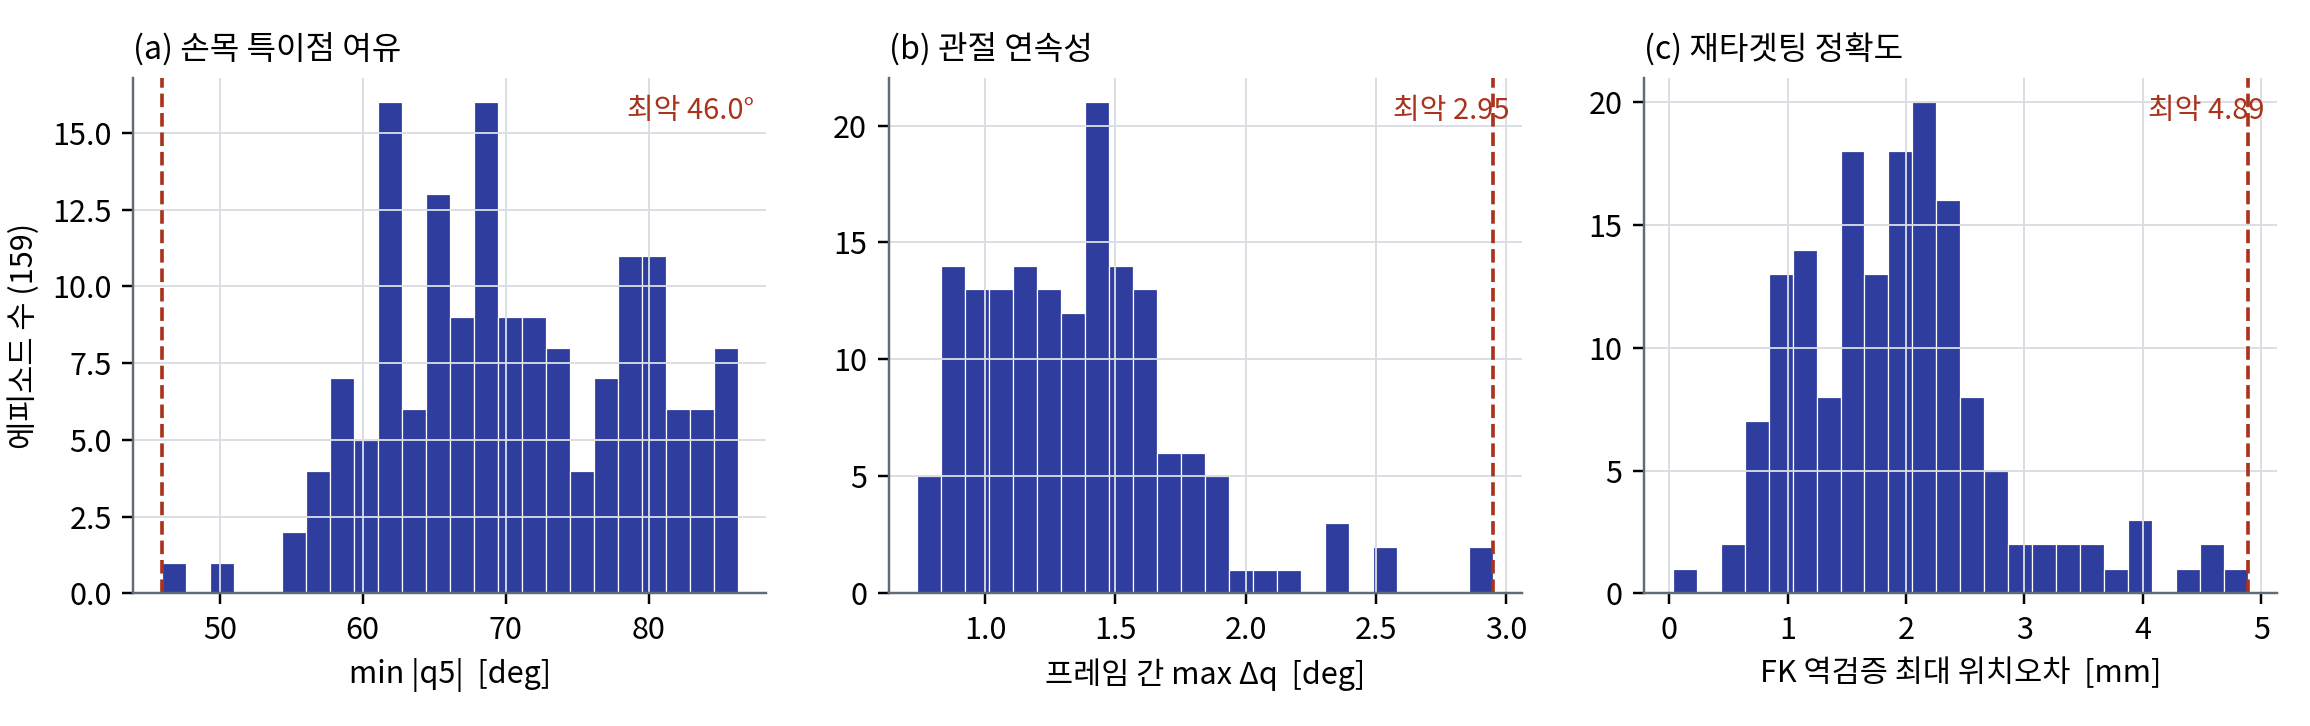 (a) 손목 특이점 여유
최악 46.0°
에피소드 수 (159)
15.0
12.5
10.0
7.5
5.0
2.5
0.0
50 60 70 80
min |q5| [deg]
(b) 관절 연속성
최악 2.95
20
15
10
5
0
1.0 1.5 2.0 2.5 3.0
프레임 간 max Δq [deg]
(c) 재타겟팅 정확도
최악 4.89
20
15
10
5
0
0 1 2 3 4 5
FK 역검증 최대 위치오차 [mm]